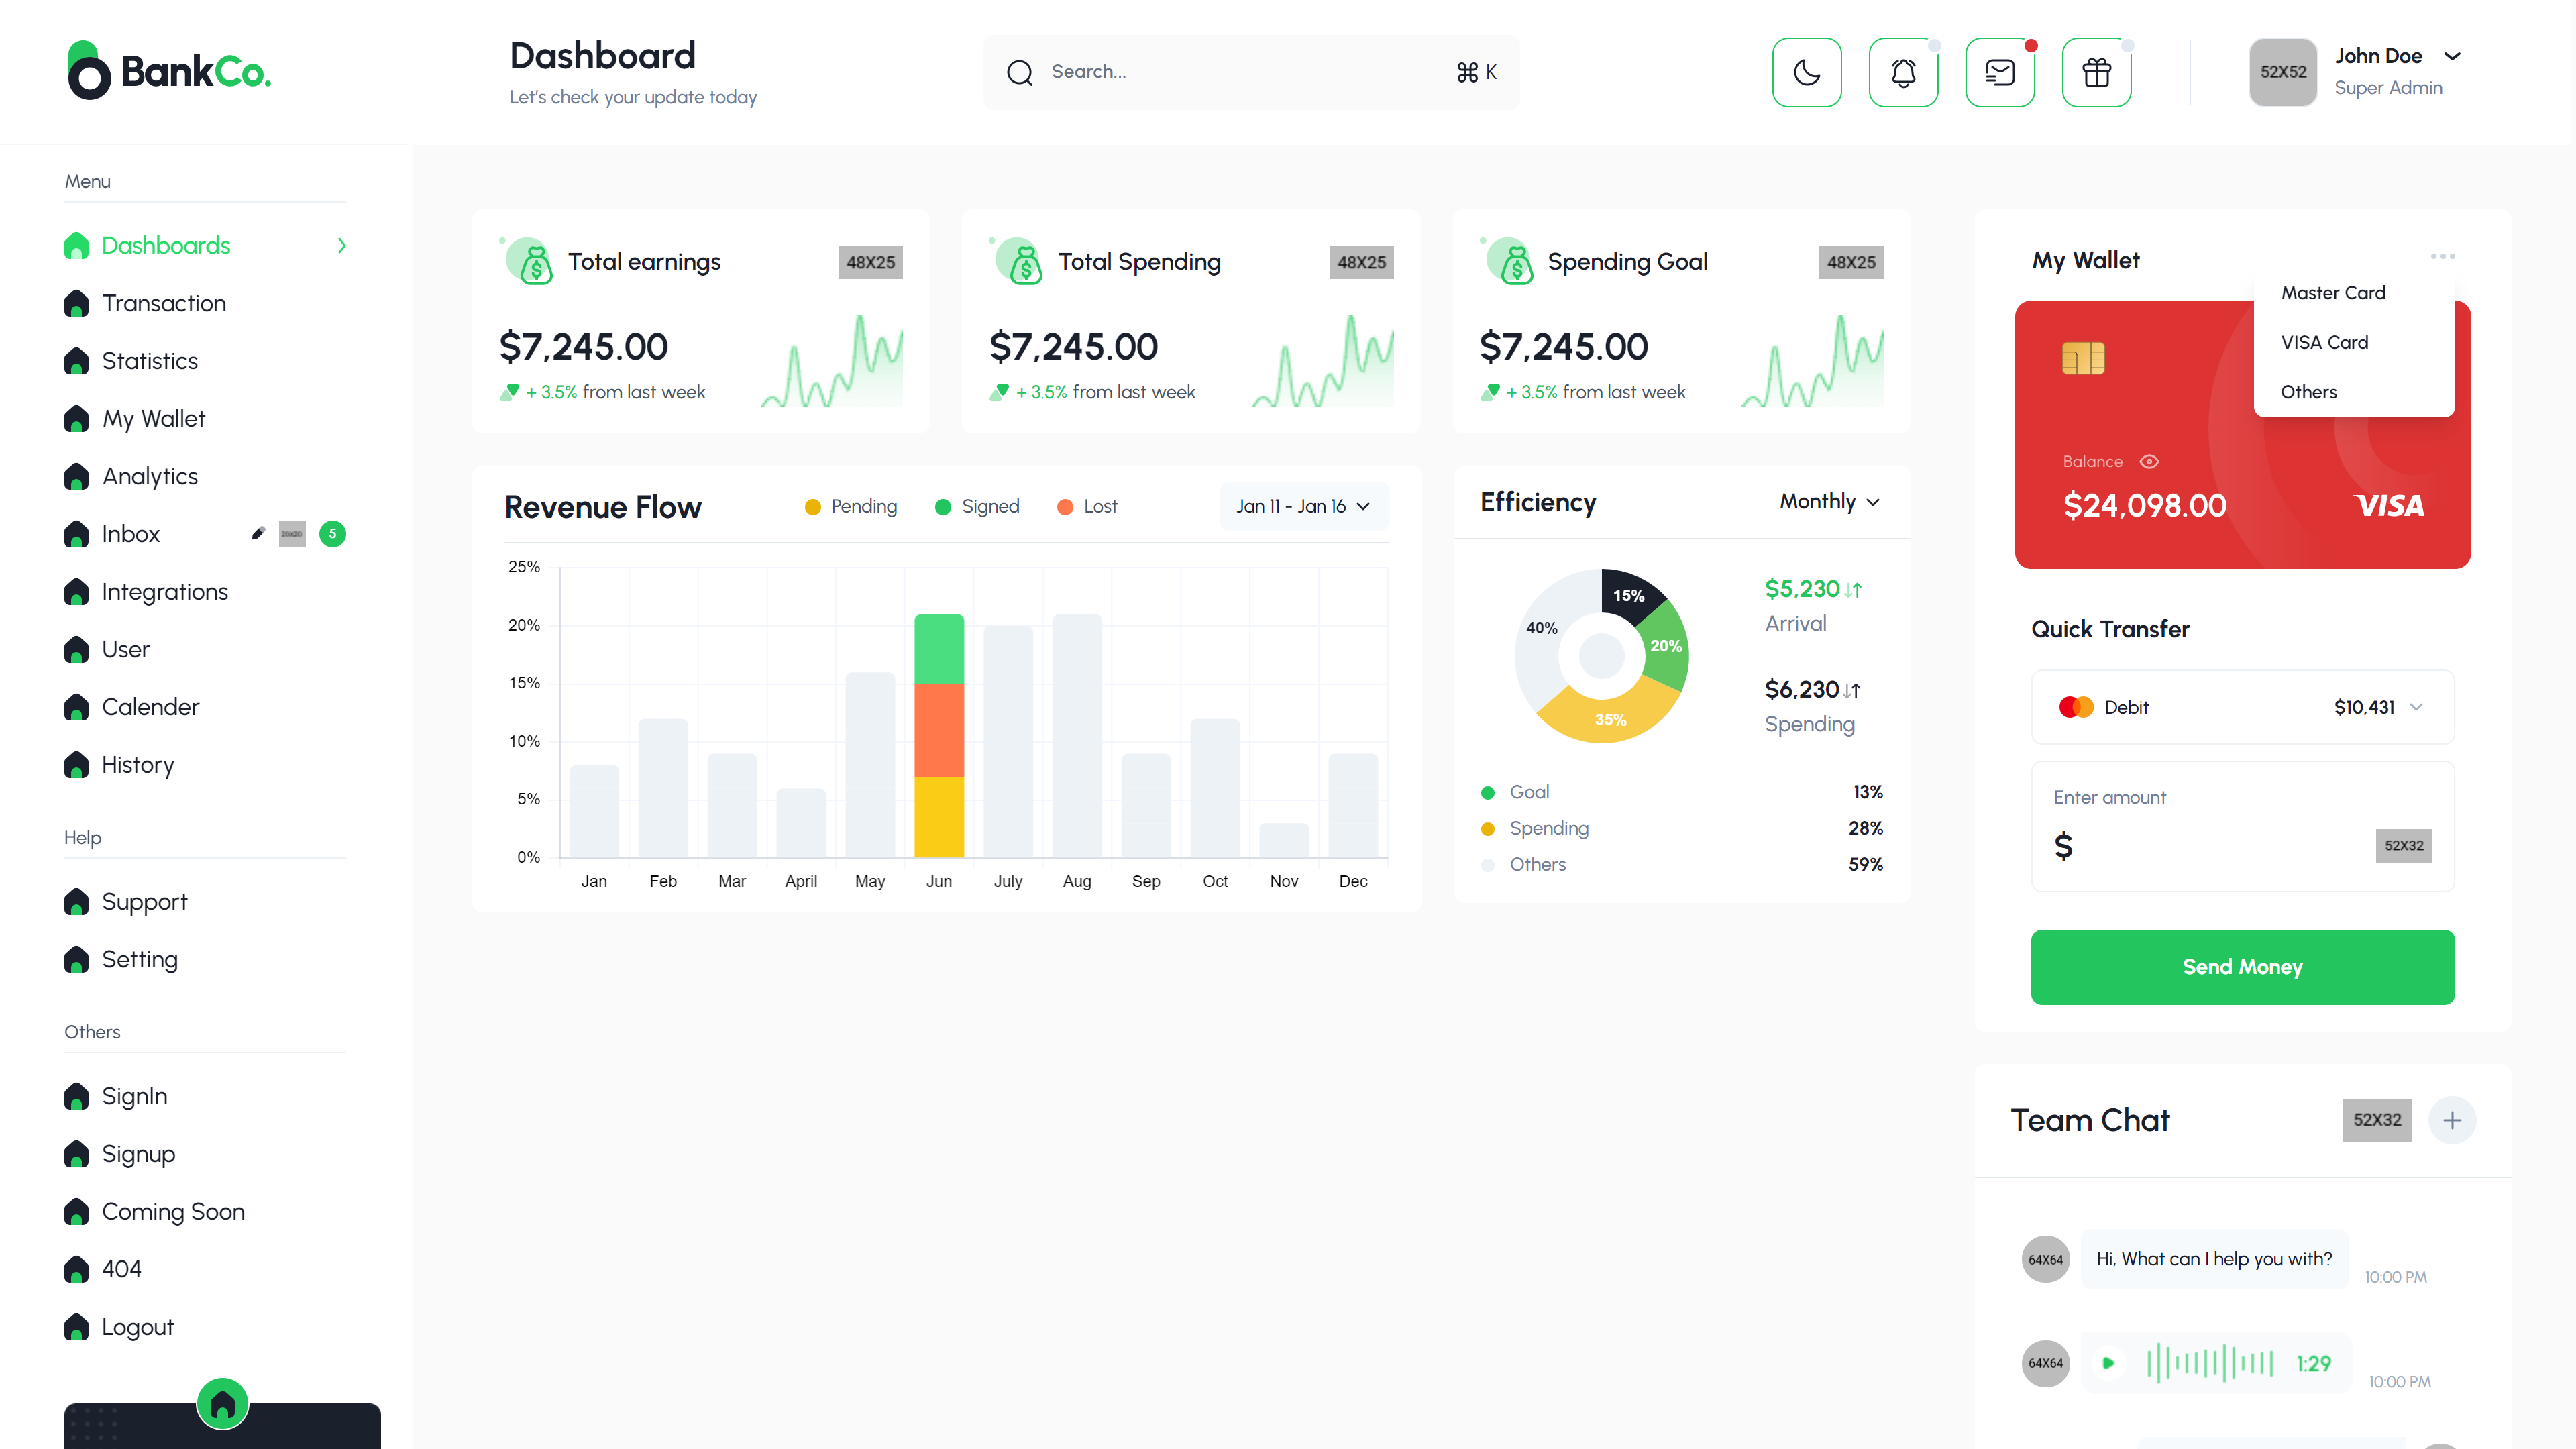 BankCo.
Dashboard
Let's check your update today
Search...
⌘ K
52X52
John Doe
Super Admin
Menu
Dashboards
Transaction
Statistics
My Wallet
Analytics
Inbox
20X20
5
Integrations
User
Calender
History
Help
Support
Setting
Others
SignIn
Signup
Coming Soon
404
Logout
Total earnings
48X25
$7,245.00
+ 3.5% from last week
Total Spending
48X25
$7,245.00
+ 3.5% from last week
Spending Goal
48X25
$7,245.00
+ 3.5% from last week
Revenue Flow
Pending
Signed
Lost
Jan 11 - Jan 16
25%
20%
15%
10%
5%
0%
Jan
Feb
Mar
April
May
Jun
July
Aug
Sep
Oct
Nov
Dec
Efficiency
Monthly
15%
20%
35%
40%
$5,230
Arrival
$6,230
Spending
Goal
13%
Spending
28%
Others
59%
My Wallet
Master Card
VISA Card
Others
Balance
$24,098.00
VISA
Quick Transfer
Debit
$10,431
Enter amount
$
52X32
Send Money
Team Chat
52X32
64X64
Hi, What can I help you with?
10:00 PM
64X64
1:29
10:00 PM